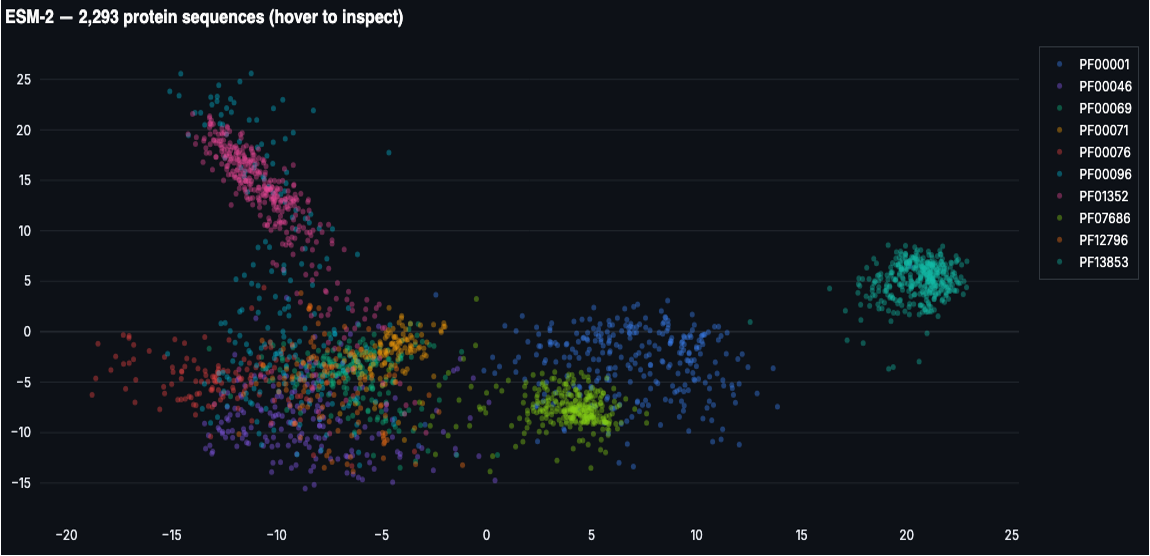 ESM-2 — 2,293 protein sequences (hover to inspect)
25
20
15
10
5
0
−5
−10
−15
−20 −15 −10 −5 0 5 10 15 20 25
PF00001
PF00046
PF00069
PF00071
PF00076
PF00096
PF01352
PF07686
PF12796
PF13853